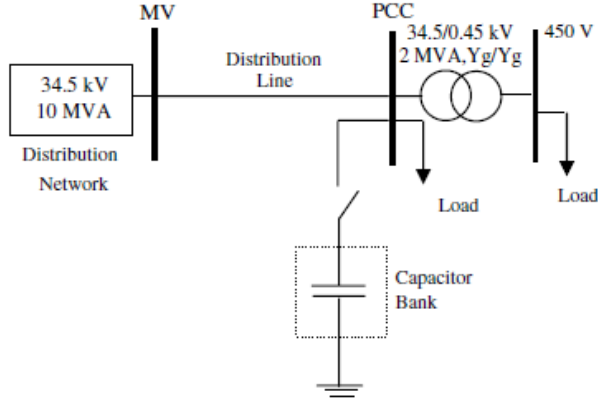 MV
PCC
34.5/0.45 kV
2 MVA,Yg/Yg
450 V
Distribution
Line
34.5 kV
10 MVA
Distribution
Network
Load
Load
Capacitor
Bank